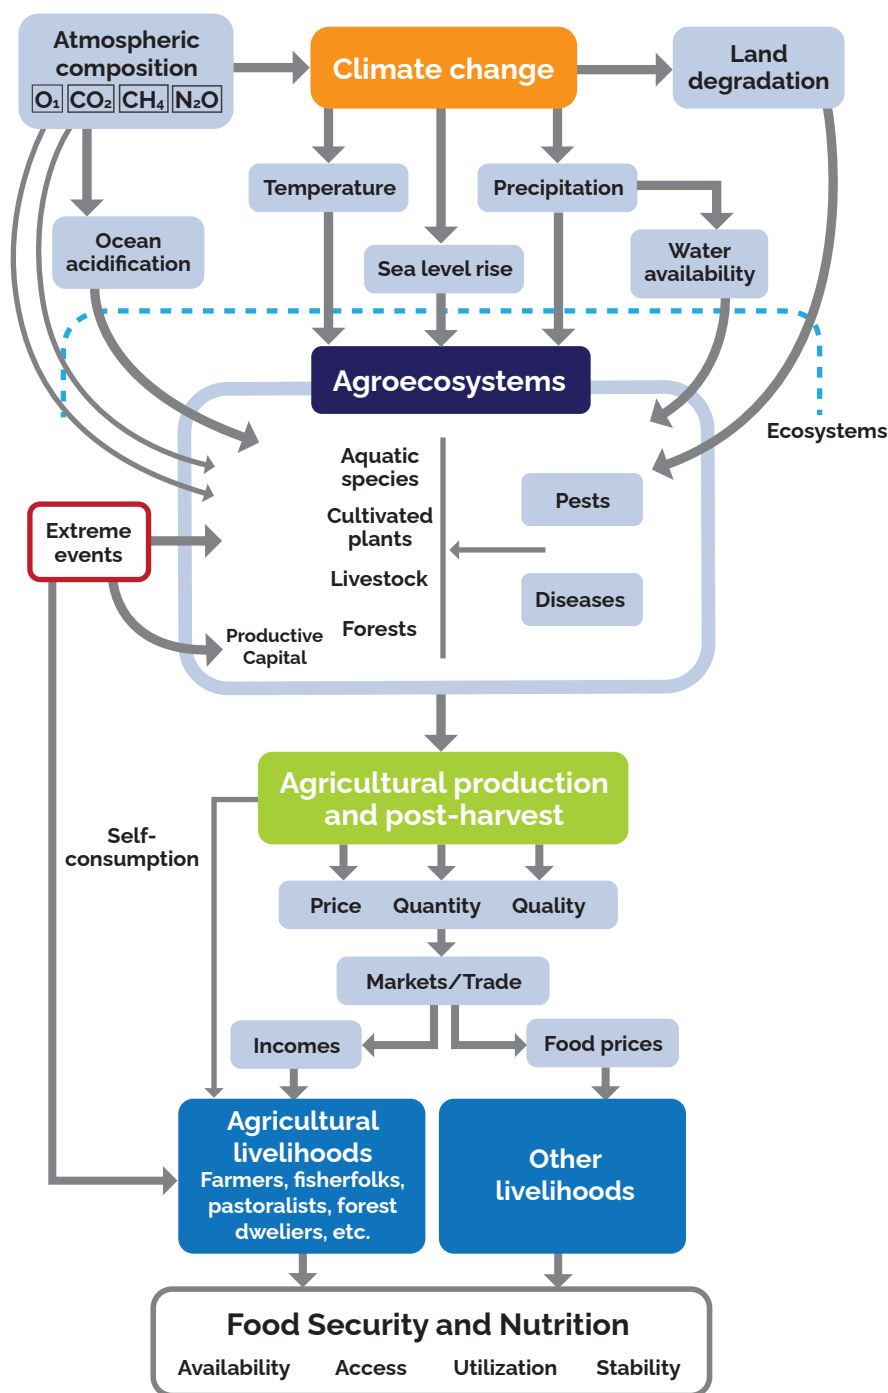 Atmospheric
composition
O₁ CO₂ CH₄ N₂O
Climate change
Land
degradation
Temperature
Precipitation
Ocean
acidification
Sea level rise
Water
availability
Agroecosystems
Ecosystems
Aquatic
species
Cultivated
plants
Livestock
Forests
Pests
Diseases
Extreme
events
Productive
Capital
Agricultural production
and post-harvest
Self-
consumption
Price Quantity Quality
Markets/Trade
Incomes
Food prices
Agricultural
livelihoods
Farmers, fisherfolks,
pastoralists, forest
dweliers, etc.
Other
livelihoods
Food Security and Nutrition
Availability Access Utilization Stability